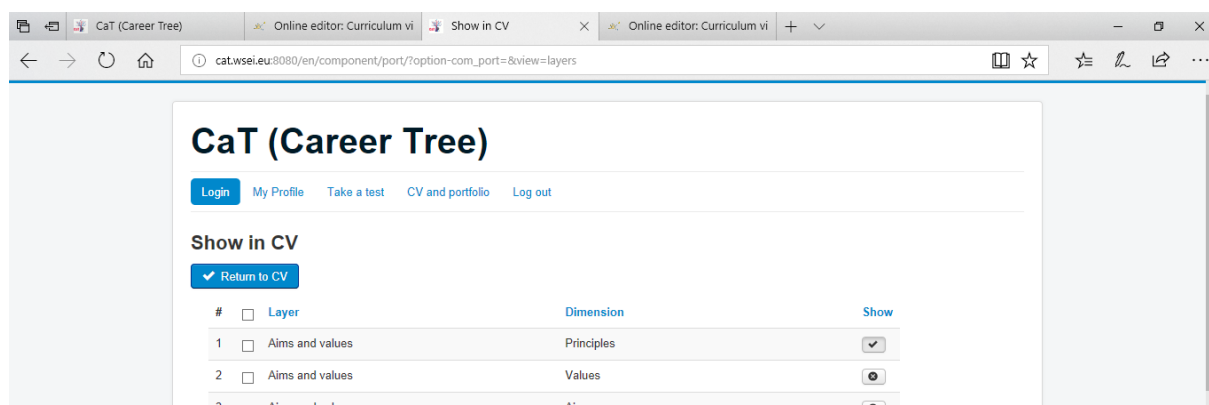 CaT (Career Tree)
Online editor: Curriculum vi
Show in CV
Online editor: Curriculum vi
cat.wsei.eu:8080/en/component/port/?option-com_port=&view=layers
CaT (Career Tree)
Login My Profile Take a test CV and portfolio Log out
Show in CV
Return to CV
# Layer Dimension Show
1 Aims and values Principles
2 Aims and values Values